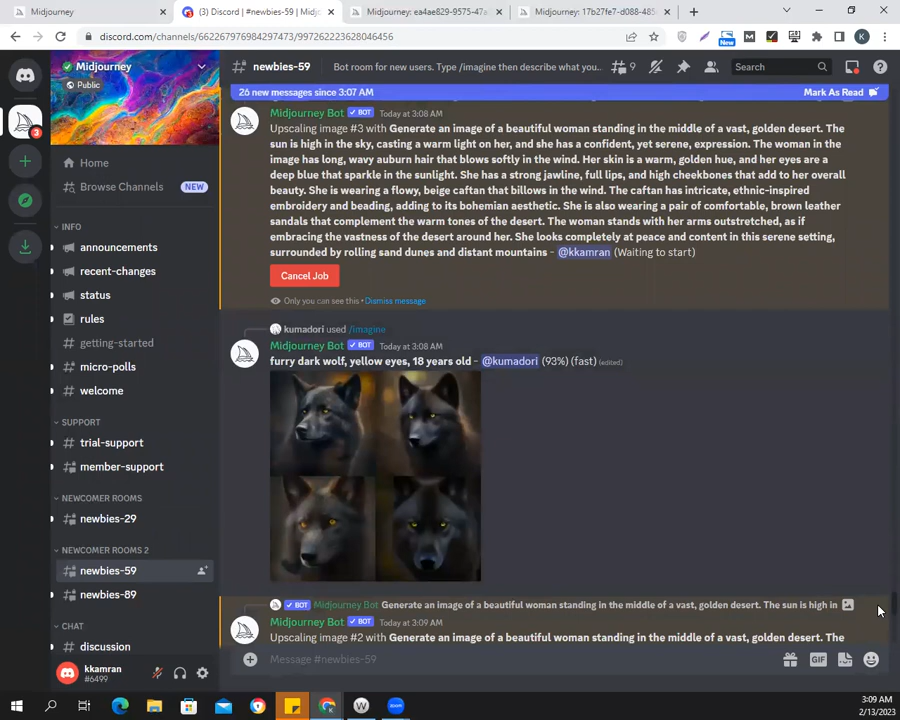 Midjourney
(3) Discord | #newbies-59 | Midj
Midjourney: ea4ae829-9575-47a
Midjourney: 17b27fe7-d088-485
discord.com/channels/662267976984297473/997262223628046456
New
K
Midjourney
Public
# newbies-59
Bot room for new users. Type /imagine then describe what you...
9
Search
26 new messages since 3:07 AM
Mark As Read
3
Home
Browse Channels
NEW
INFO
announcements
recent-changes
status
rules
getting-started
micro-polls
welcome
SUPPORT
trial-support
member-support
NEWCOMER ROOMS
newbies-29
NEWCOMER ROOMS 2
newbies-59
newbies-89
CHAT
discussion
kkamran
#6499
Midjourney Bot ✓ BOT Today at 3:08 AM
Upscaling image #3 with Generate an image of a beautiful woman standing in the middle of a vast, golden desert. The
sun is high in the sky, casting a warm light on her, and she has a confident, yet serene, expression. The woman in the
image has long, wavy auburn hair that blows softly in the wind. Her skin is a warm, golden hue, and her eyes are a
deep blue that sparkle in the sunlight. She has a strong jawline, full lips, and high cheekbones that add to her overall
beauty. She is wearing a flowy, beige caftan that billows in the wind. The caftan has intricate, ethnic-inspired
embroidery and beading, adding to its bohemian aesthetic. She is also wearing a pair of comfortable, brown leather
sandals that complement the warm tones of the desert. The woman stands with her arms outstretched, as if
embracing the vastness of the desert around her. She looks completely at peace and content in this serene setting,
surrounded by rolling sand dunes and distant mountains - @kkamran (Waiting to start)
Cancel Job
Only you can see this • Dismiss message
kumadori used /imagine
Midjourney Bot ✓ BOT Today at 3:08 AM
furry dark wolf, yellow eyes, 18 years old - @kumadori (93%) (fast) (edited)
✓ BOT Midjourney Bot Generate an image of a beautiful woman standing in the middle of a vast, golden desert. The sun is high in
Midjourney Bot ✓ BOT Today at 3:09 AM
Upscaling image #2 with Generate an image of a beautiful woman standing in the middle of a vast, golden desert. The
Message #newbies-59
GIF
W
zoom
3:09 AM
2/13/2023